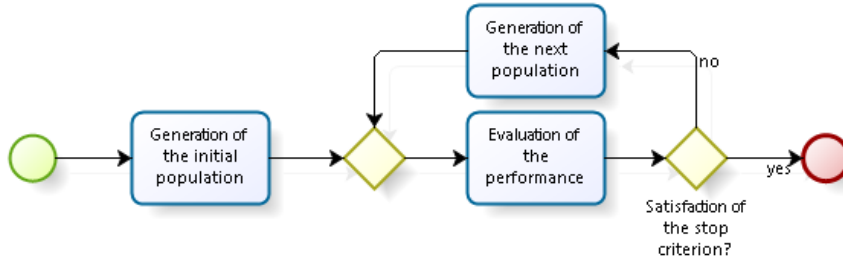 Generation of
the next
population
no
Generation of
the initial
population
Evaluation of
the
performance
yes
Satisfaction of
the stop
criterion?